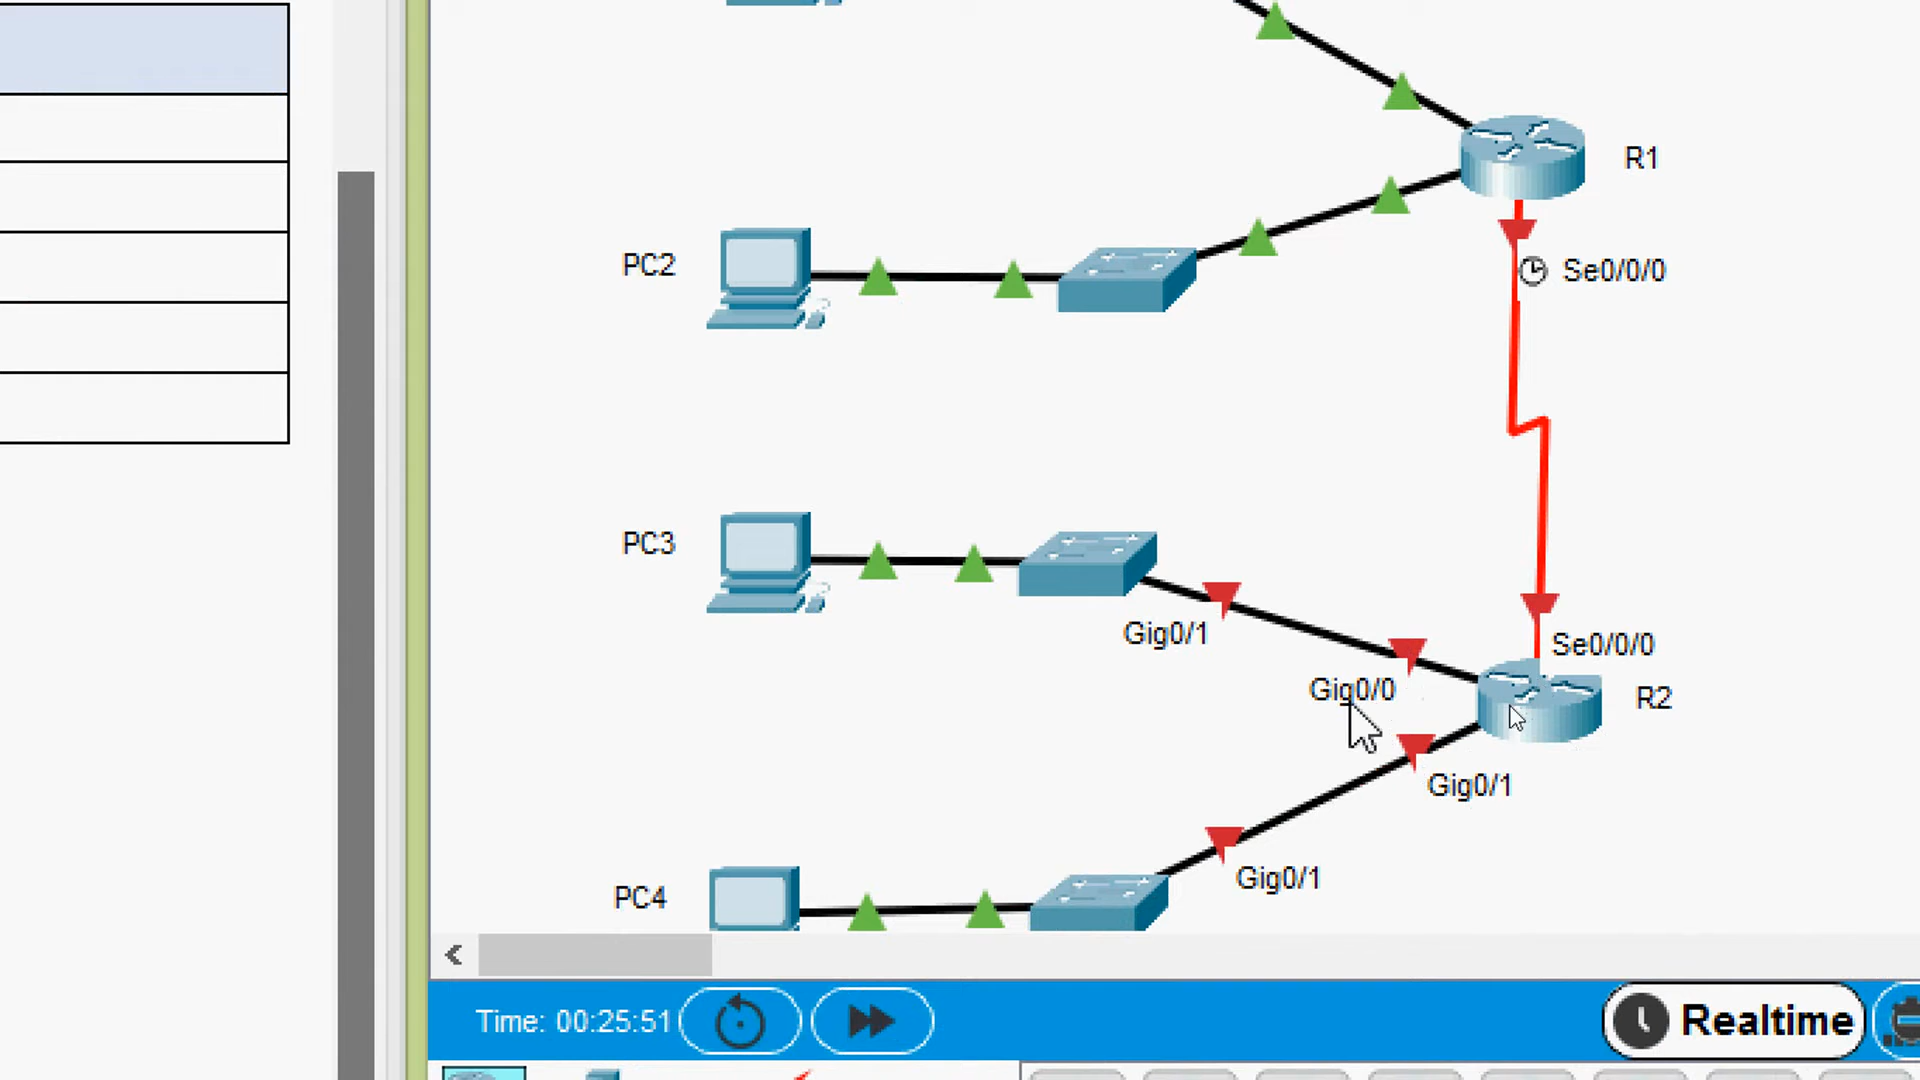 R1
PC2
Se0/0/0
PC3
Gig0/1
Se0/0/0
Gig0/0
R2
Gig0/1
Gig0/1
PC4
Time: 00:25:51
Realtime